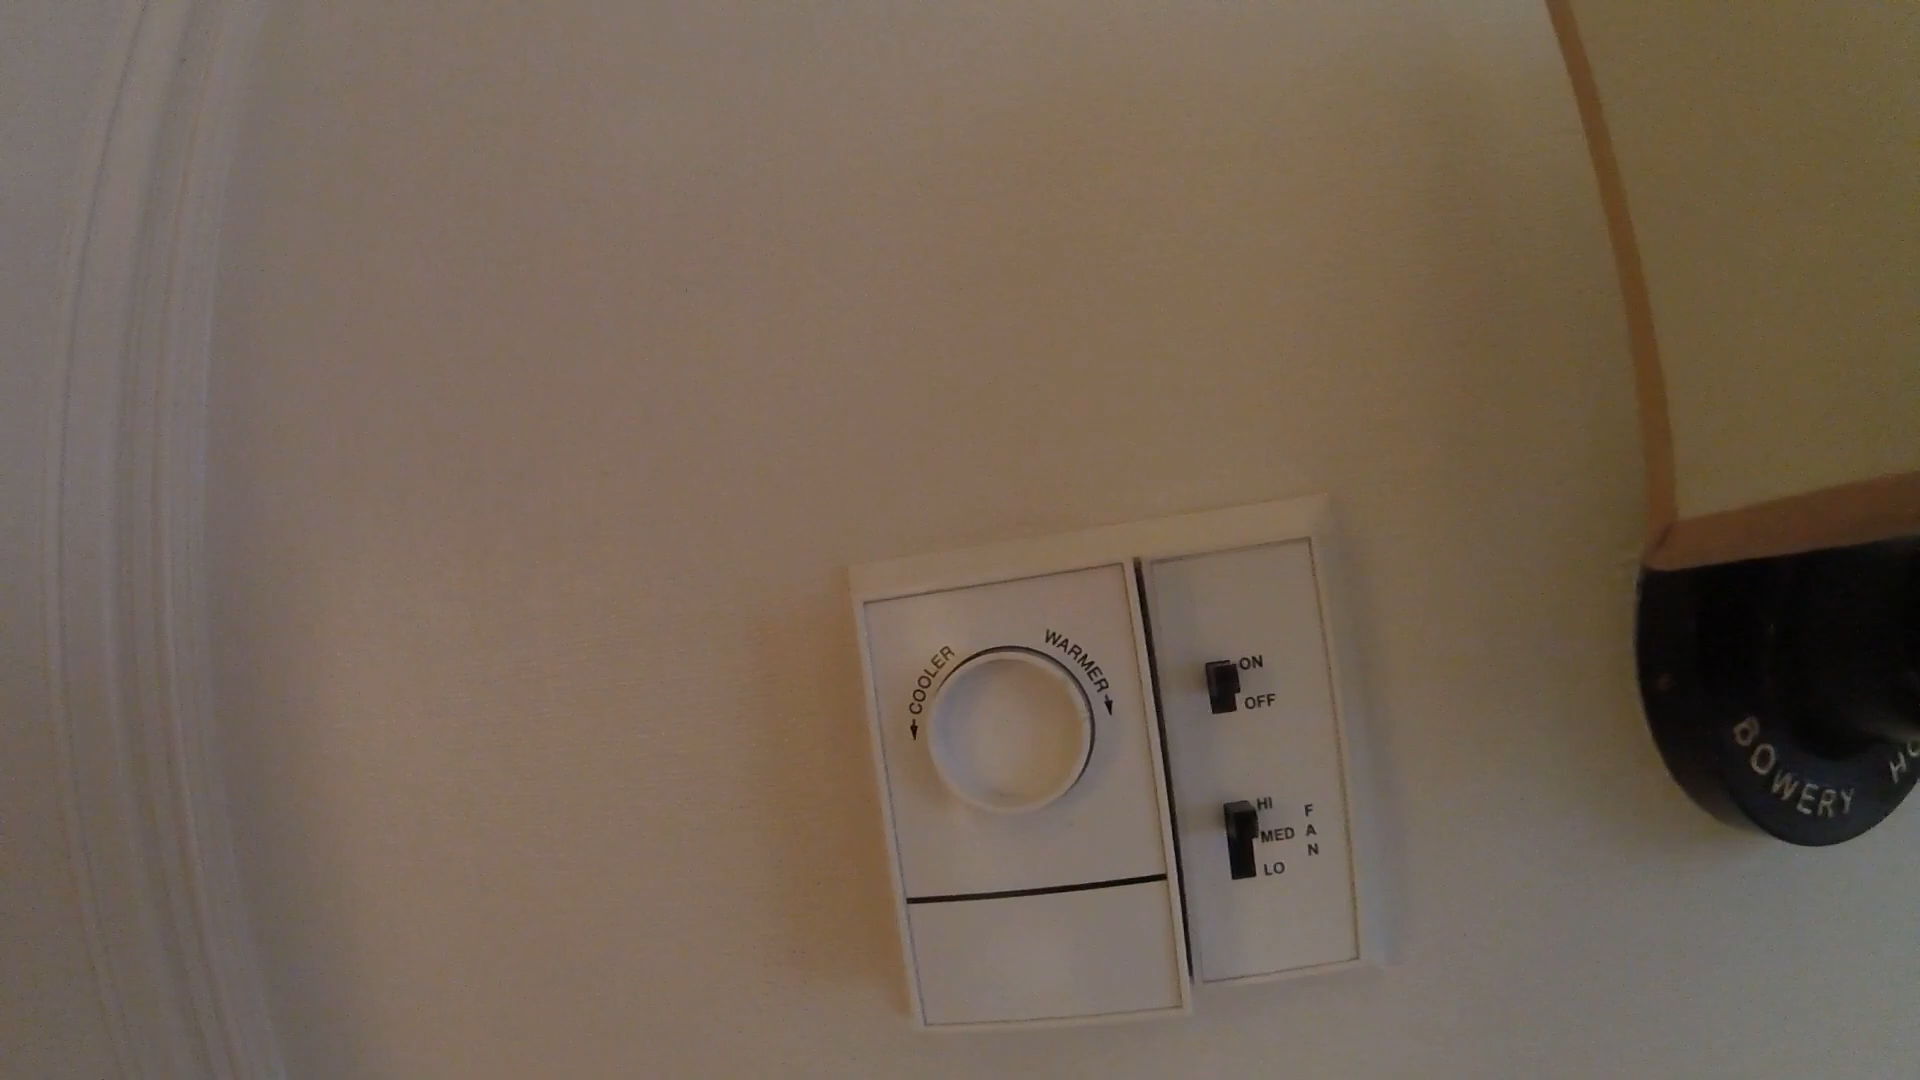 COOLER
WARMER
ON
OFF
HI
MED
LO
FAN
BOWERY